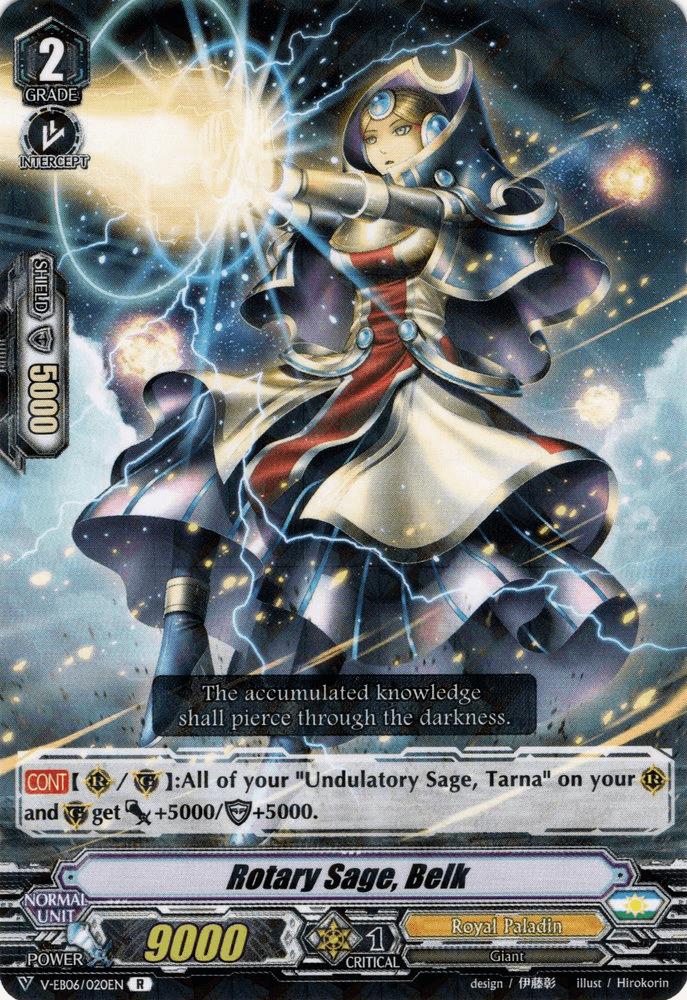 2
GRADE
INTERCEPT
SHIELD
5000
The accumulated knowledge
shall pierce through the darkness.
CONT【 R / G 】:All of your "Undulatory Sage, Tarna" on your R
and G get +5000/ +5000.
Rotary Sage, Belk
NORMAL
UNIT
POWER
9000
1
CRITICAL
Royal Paladin
Giant
V-EB06/020EN R
design / 伊藤彰 illust / Hirokorin